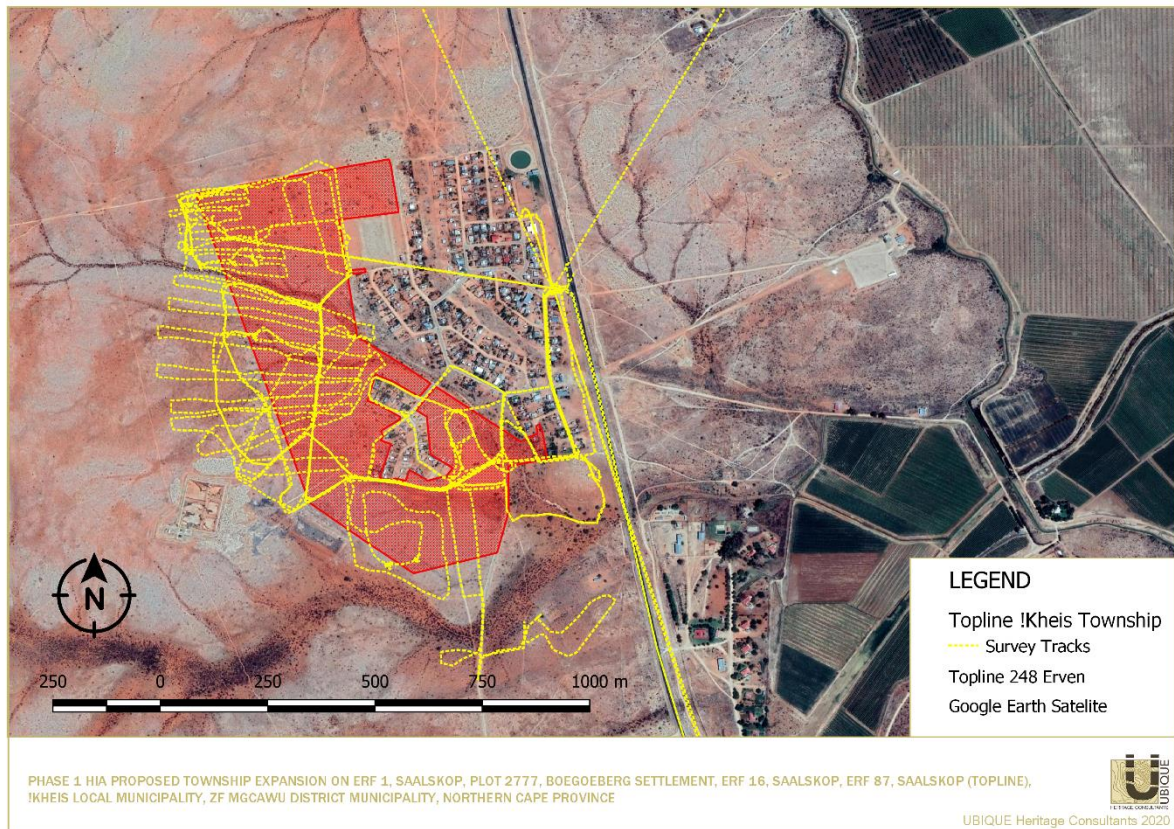 N
250 0 250 500 750 1000 m
LEGEND
Topline !Kheis Township
Survey Tracks
Topline 248 Erven
Google Earth Satelite
PHASE 1 HIA PROPOSED TOWNSHIP EXPANSION ON ERF 1, SAALSKOP, PLOT 2777, BOEGOEBERG SETTLEMENT, ERF 16, SAALSKOP, ERF 87, SAALSKOP (TOPLINE),
!KHEIS LOCAL MUNICIPALITY, ZF MGCAWU DISTRICT MUNICIPALITY, NORTHERN CAPE PROVINCE
U
UBIQUE
HERITAGE CONSULTANTS
UBIQUE Heritage Consultants 2020